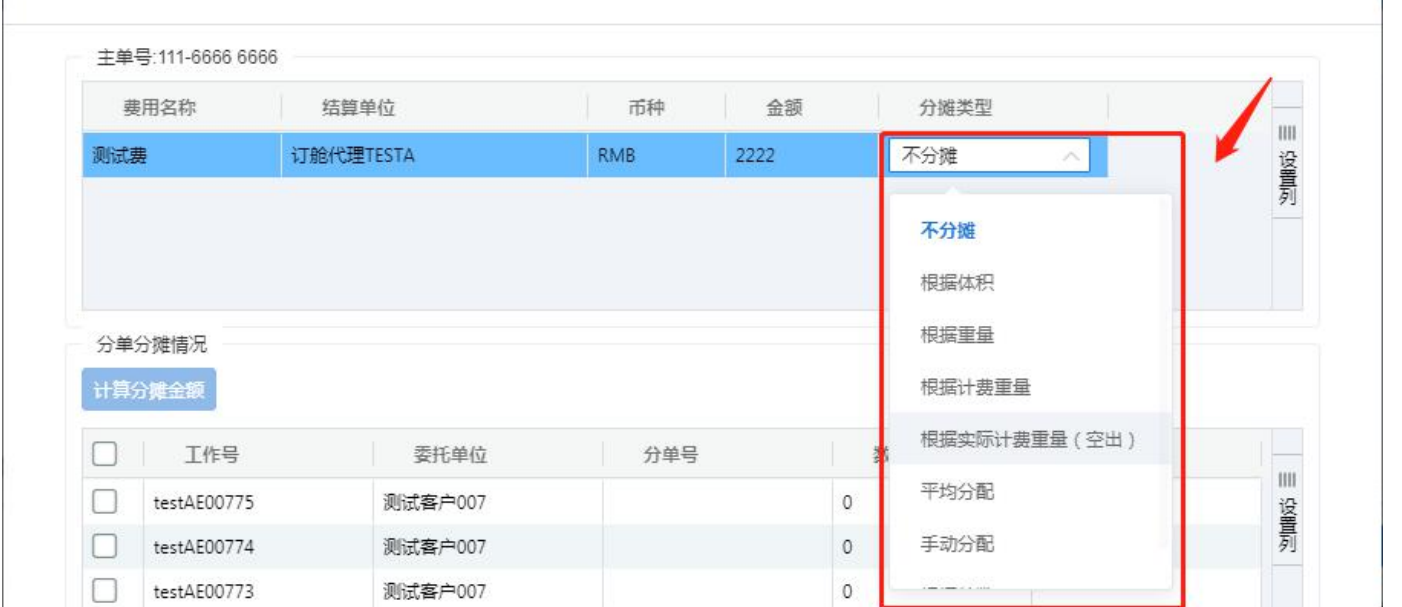 主单号:111-6666 6666
费用名称 结算单位 币种 金额 分摊类型
测试费 订舱代理TESTA RMB 2222 不分摊
设置列
不分摊
根据体积
根据重量
根据计费重量
根据实际计费重量（空出）
平均分配
手动分配
分单分摊情况
计算分摊金额
工作号 委托单位 分单号
testAE00775 测试客户007 0
testAE00774 测试客户007 0
testAE00773 测试客户007 0
设置列